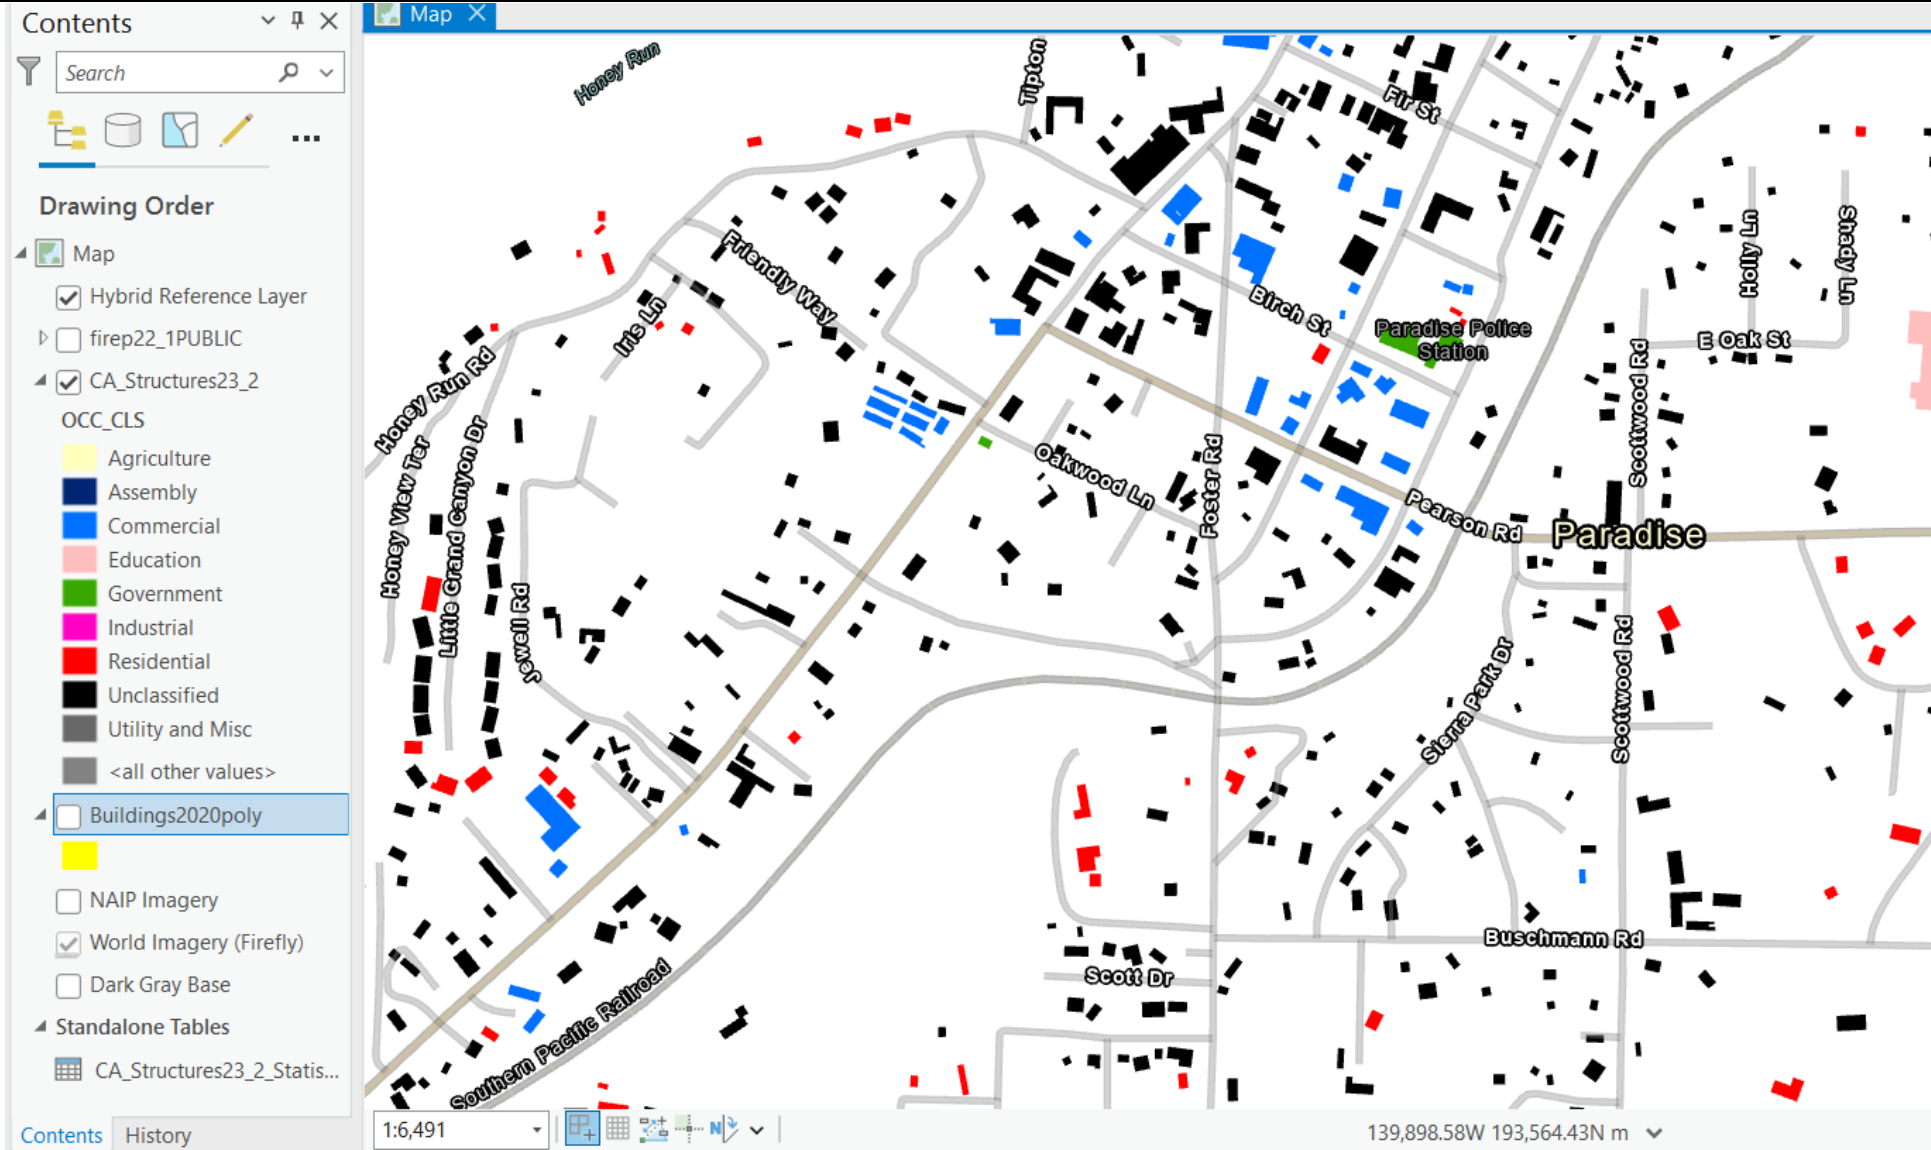 Contents
Map
Search
Drawing Order
Map
Hybrid Reference Layer
firep22_1PUBLIC
CA_Structures23_2
OCC_CLS
Agriculture
Assembly
Commercial
Education
Government
Industrial
Residential
Unclassified
Utility and Misc
<all other values>
Buildings2020poly
NAIP Imagery
World Imagery (Firefly)
Dark Gray Base
Standalone Tables
CA_Structures23_2_Statis...
Contents
History
Honey Run
Tipton
Fir St
Friendly Way
Holly Ln
Shady Ln
Iris Ln
Birch St
Paradise Police
Station
E Oak St
Honey Run Rd
Honey View Ter
Little Grand Canyon Dr
Oakwood Ln
Foster Rd
Scottwood Rd
Pearson Rd
Paradise
Jewell Rd
Sierra Park Dr
Scottwood Rd
Buschmann Rd
Scott Dr
Southern Pacific Railroad
1:6,491
N
139,898.58W 193,564.43N m